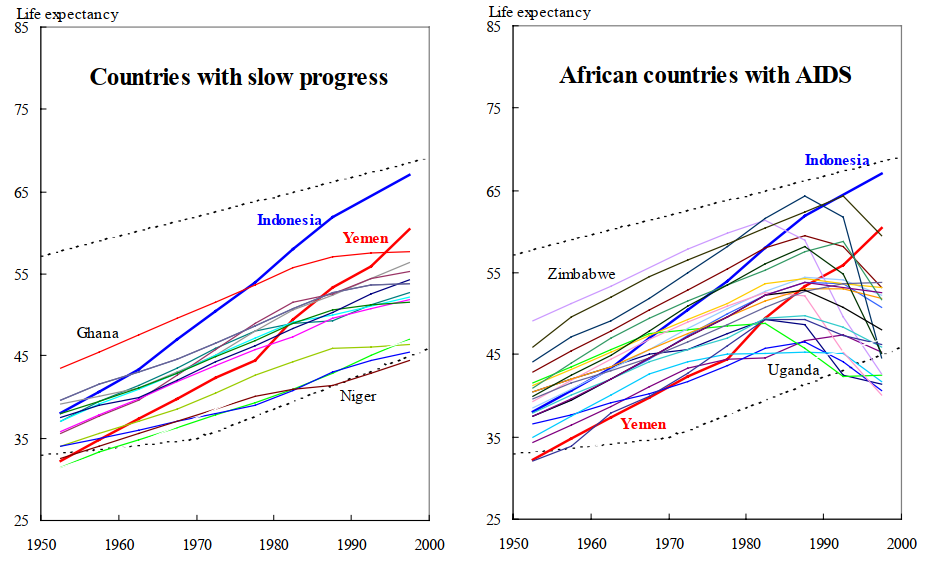 Life expectancy
85
Countries with slow progress
75
65
Indonesia
Yemen
55
Ghana
45
Niger
35
25
1950
1960
1970
1980
1990
2000
Life expectancy
85
African countries with AIDS
75
Indonesia
65
Zimbabwe
55
45
Uganda
Yemen
35
25
1950
1960
1970
1980
1990
2000